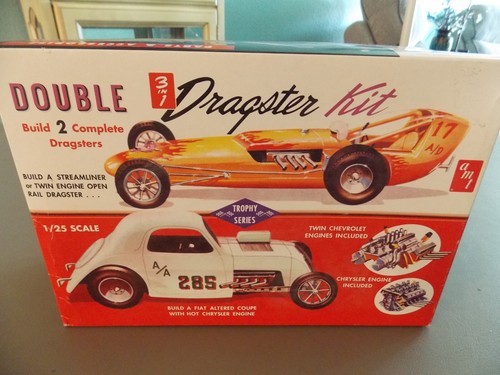 DOUBLE
3 in 1
Dragster Kit
Build 2 Complete
Dragsters
BUILD A STREAMLINER
or TWIN ENGINE OPEN
RAIL DRAGSTER . . .
17
A/D
amt
TROPHY
SERIES
1/25 SCALE
TWIN CHEVROLET
ENGINES INCLUDED
A/A
285
CHRYSLER ENGINE
INCLUDED
BUILD A FIAT ALTERED COUPE
WITH HOT CHRYSLER ENGINE